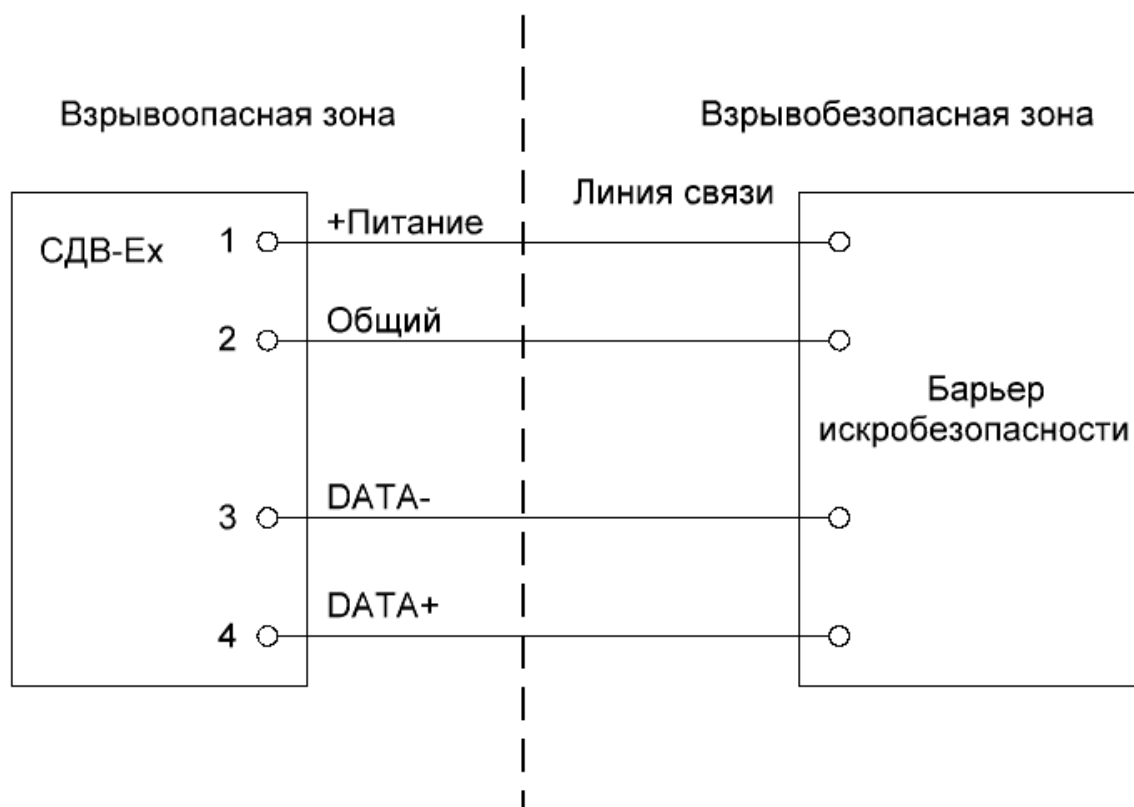 Взрывоопасная зона
Взрывобезопасная зона
Линия связи
СДВ-Ex
1
+Питание
2
Общий
Барьер
искробезопасности
3
DATA-
4
DATA+